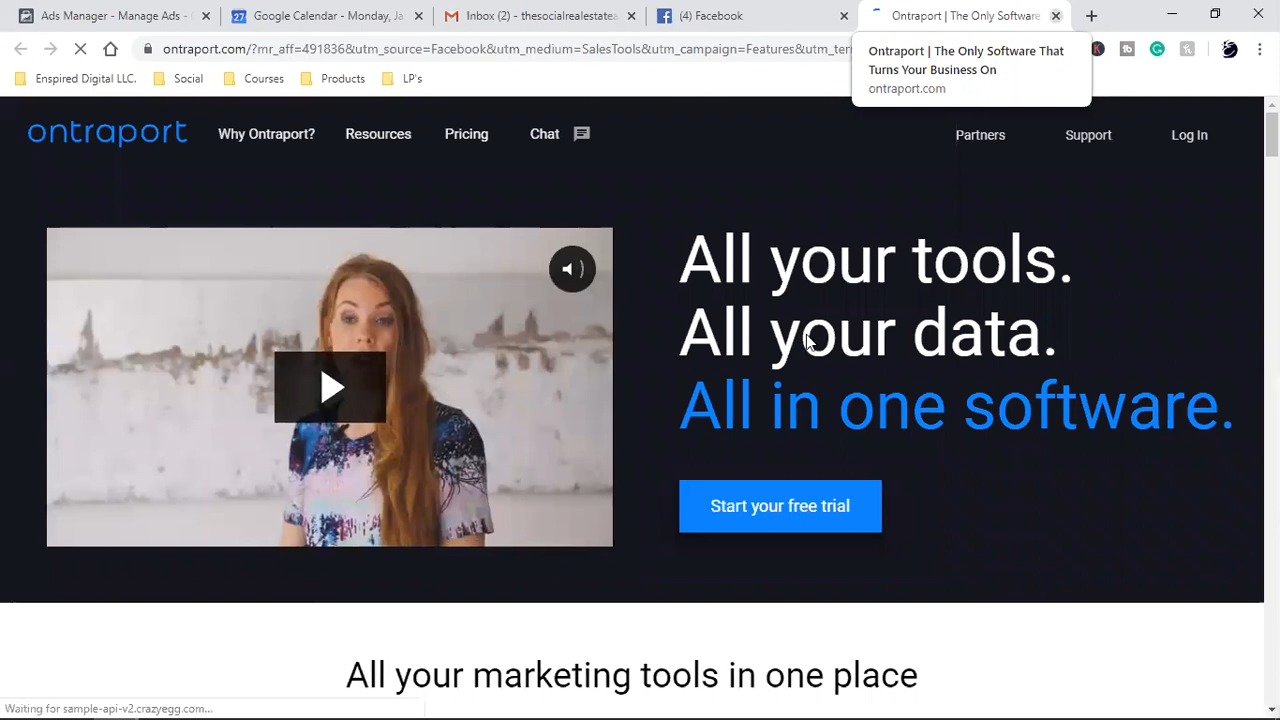 Ads Manager - Manage Ads -
Google Calendar - Monday, Ja
Inbox (2) - thesocialrealestatea
(4) Facebook
Ontraport | The Only Software
ontraport.com/?mr_aff=491836&utm_source=Facebook&utm_medium=SalesTools&utm_campaign=Features&utm_ter
Ontraport | The Only Software That
Turns Your Business On
ontraport.com
Enspired Digital LLC.
Social
Courses
Products
LP's
ontraport
Why Ontraport?
Resources
Pricing
Chat
Partners
Support
Log In
All your tools.
All your data.
All in one software.
Start your free trial
All your marketing tools in one place
Waiting for sample-api-v2.crazyegg.com...